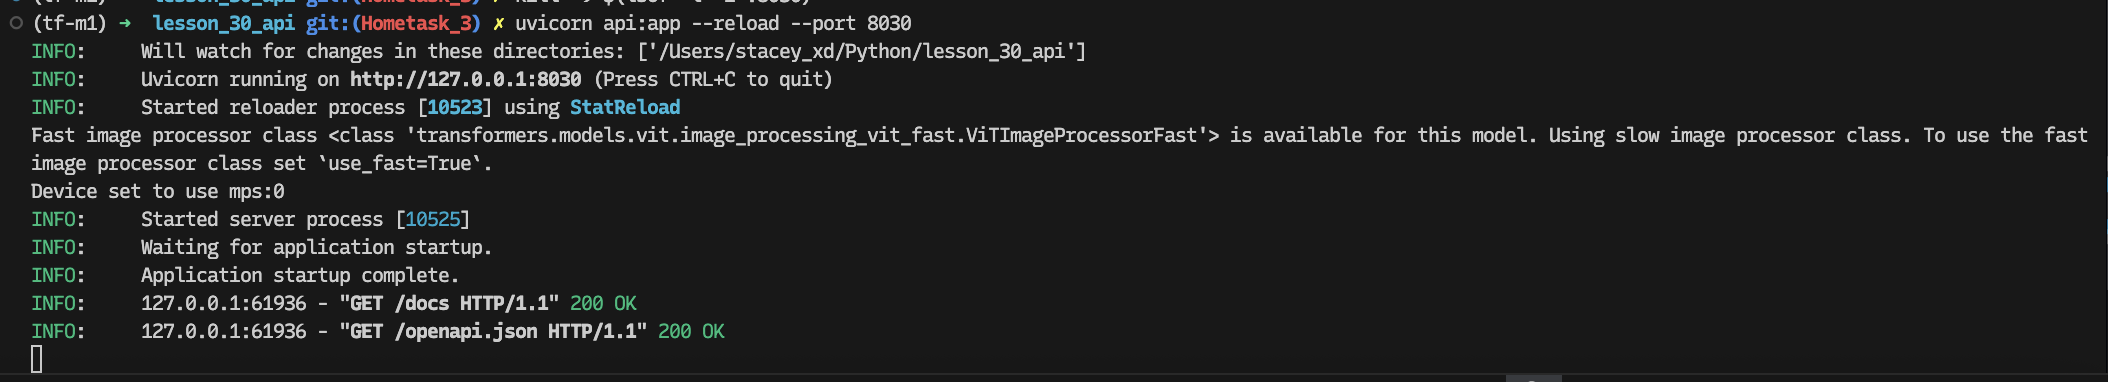 (tf-m1) ➜  lesson_30_api git:(Hometask_3) ✗ uvicorn api:app --reload --port 8030
INFO:     Will watch for changes in these directories: ['/Users/stacey_xd/Python/lesson_30_api']
INFO:     Uvicorn running on http://127.0.0.1:8030 (Press CTRL+C to quit)
INFO:     Started reloader process [10523] using StatReload
Fast image processor class <class 'transformers.models.vit.image_processing_vit_fast.ViTImageProcessorFast'> is available for this model. Using slow image processor class. To use the fast
image processor class set `use_fast=True`.
Device set to use mps:0
INFO:     Started server process [10525]
INFO:     Waiting for application startup.
INFO:     Application startup complete.
INFO:     127.0.0.1:61936 - "GET /docs HTTP/1.1" 200 OK
INFO:     127.0.0.1:61936 - "GET /openapi.json HTTP/1.1" 200 OK